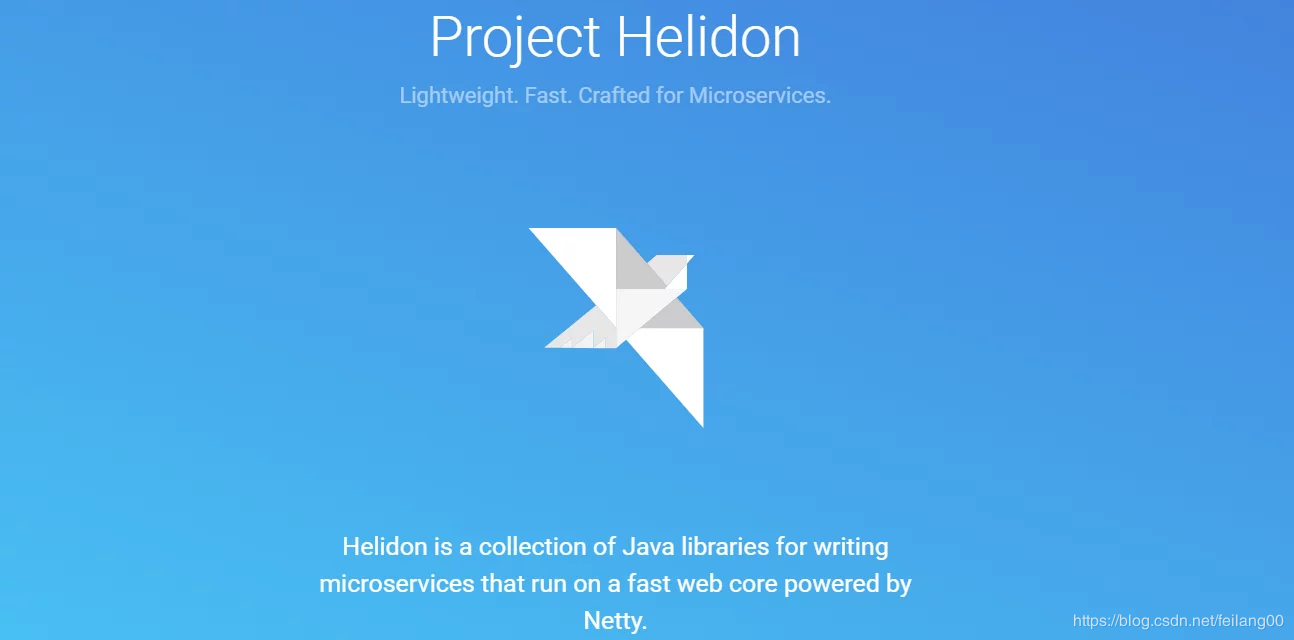 Project Helidon
Lightweight. Fast. Crafted for Microservices.
Helidon is a collection of Java libraries for writing
microservices that run on a fast web core powered by
Netty.
https://blog.csdn.net/feilang00